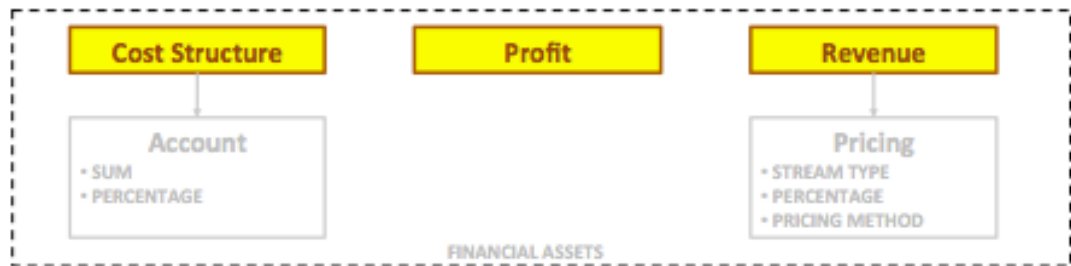 Cost Structure
Profit
Revenue
Account
• SUM
• PERCENTAGE
Pricing
• STREAM TYPE
• PERCENTAGE
• PRICING METHOD
FINANCIAL ASSETS